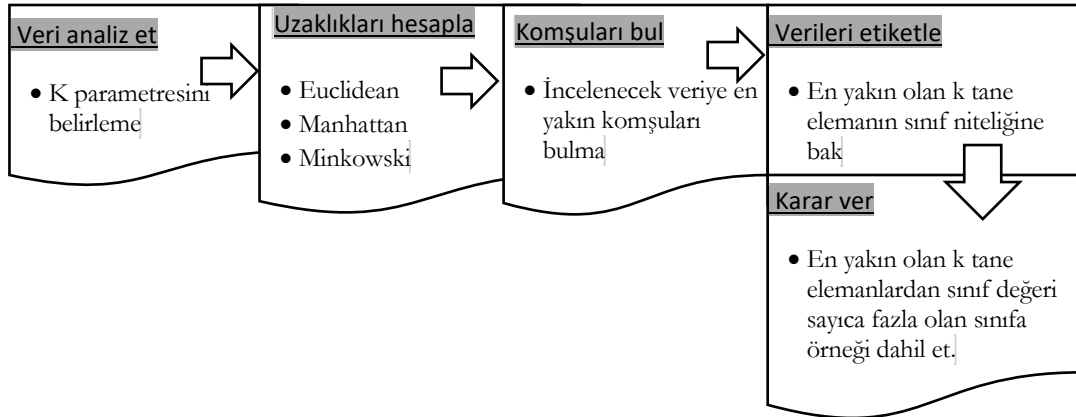 Veri analiz et
• K parametresini
belirleme
Uzaklıkları hesapla
• Euclidean
• Manhattan
• Minkowski
Komşuları bul
• İncelenecek veriye en
yakın komşuları
bulma
Verileri etiketle
• En yakın olan k tane
elemanın sınıf niteliğine
bak
Karar ver
• En yakın olan k tane
elemanlardan sınıf değeri
sayıca fazla olan sınıfa
örneği dahil et.